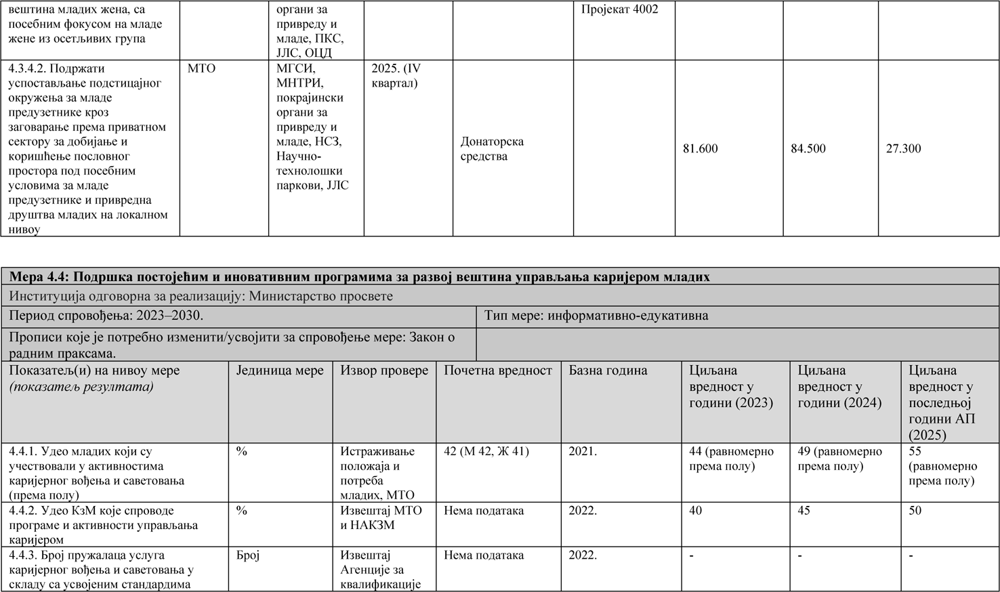 вештина младих жена, са
посебним фокусом на младе
жене из осетљивих група
органи за
привреду и
младе, ПКС,
ЈЛС, ОЦД
Пројекат 4002
4.3.4.2. Подржати
успостављање подстицајног
окружења за младе
предузетнике кроз
заговарање према приватном
сектору за добијање и
коришћење пословног
простора под посебним
условима за младе
предузетнике и привредна
друштва младих на локалном
нивоу
МТО
МГСИ,
МНТРИ,
покрајински
органи за
привреду и
младе, НСЗ,
Научно-
технолошки
паркови, ЈЛС
2025. (IV
квартал)
Донаторска
средства
81.600
84.500
27.300
Мера 4.4: Подршка постојећим и иновативним програмима за развој вештина управљања каријером младих
Институција одговорна за реализацију: Министарство просвете
Период спровођења: 2023–2030.
Тип мере: информативно-едукативна
Прописи које је потребно изменити/усвојити за спровођење мере: Закон о
радним праксама.
Показатељ(и) на нивоу мере
(показатељ резултата)
Јединица мере
Извор провере
Почетна вредност
Базна година
Циљана
вредност у
години (2023)
Циљана
вредност у
години (2024)
Циљана
вредност у
последњој
години АП
(2025)
4.4.1. Удео младих који су
учествовали у активностима
каријерног вођења и саветовања
(према полу)
%
Истраживање
положаја и
потреба
младих, МТО
42 (М 42, Ж 41)
2021.
44 (равномерно
према полу)
49 (равномерно
према полу)
55
(равномерно
према полу)
4.4.2. Удео КзМ које спроводе
програме и активности управљања
каријером
%
Извештај МТО
и НАКЗМ
Нема података
2022.
40
45
50
4.4.3. Број пружалаца услуга
каријерног вођења и саветовања у
складу са усвојеним стандардима
Број
Извештај
Агенције за
квалификације
Нема података
2022.
-
-
-